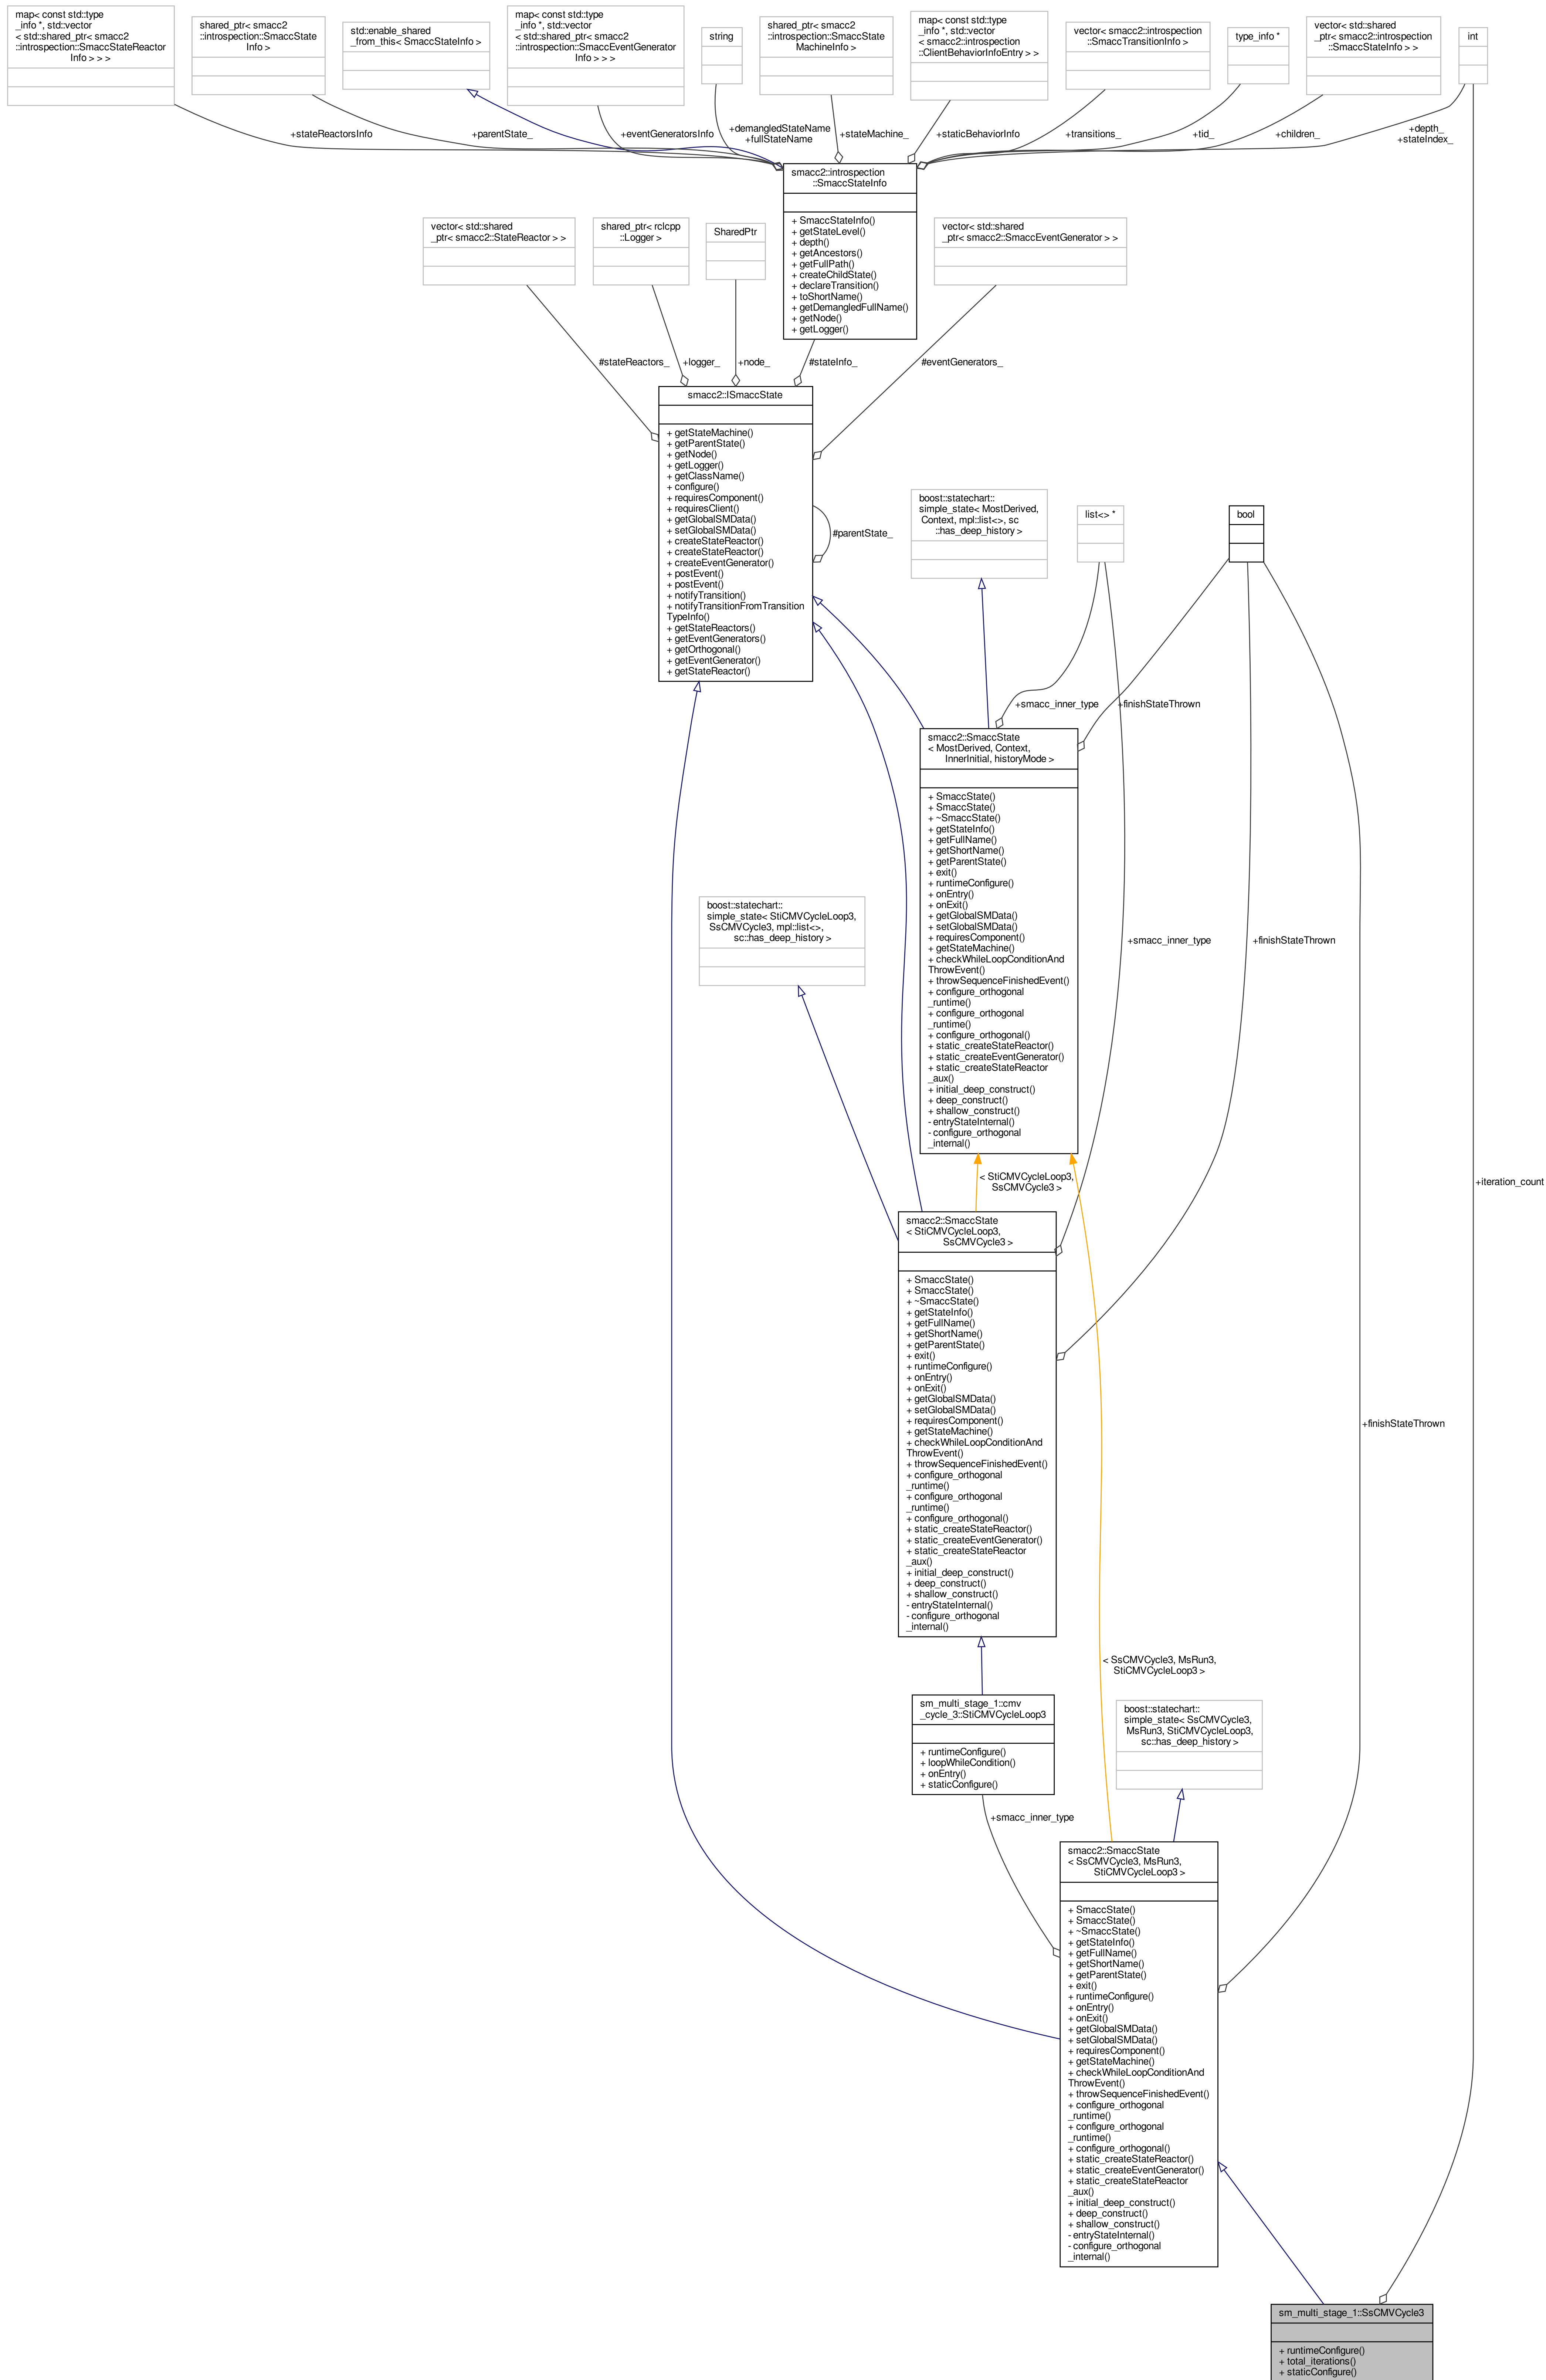 map< const std::type
_info *, std::vector
< std::shared_ptr< smacc2
::introspection::SmaccStateReactor
Info > > >
shared_ptr< smacc2
::introspection::SmaccState
Info >
std::enable_shared
_from_this< SmaccStateInfo >
map< const std::type
_info *, std::vector
< std::shared_ptr< smacc2
::introspection::SmaccEventGenerator
Info > > >
string
shared_ptr< smacc2
::introspection::SmaccState
MachineInfo >
map< const std::type
_info *, std::vector
< smacc2::introspection
::ClientBehaviorInfoEntry > >
vector< smacc2::introspection
::SmaccTransitionInfo >
type_info *
vector< std::shared
_ptr< smacc2::introspection
::SmaccStateInfo > >
int
+stateReactorsInfo
+parentState_
+eventGeneratorsInfo
+demangledStateName
+fullStateName
+stateMachine_
+staticBehaviorInfo
+transitions_
+tid_
+children_
+depth_
+stateIndex_
smacc2::introspection
::SmaccStateInfo
+ SmaccStateInfo()
+ getStateLevel()
+ depth()
+ getAncestors()
+ getFullPath()
+ createChildState()
+ declareTransition()
+ toShortName()
+ getDemangledFullName()
+ getNode()
+ getLogger()
vector< std::shared
_ptr< smacc2::StateReactor > >
shared_ptr< rclcpp
::Logger >
SharedPtr
vector< std::shared
_ptr< smacc2::SmaccEventGenerator > >
#stateReactors_
+logger_
+node_
#stateInfo_
#eventGenerators_
smacc2::ISmaccState
+ getStateMachine()
+ getParentState()
+ getNode()
+ getLogger()
+ getClassName()
+ configure()
+ requiresComponent()
+ requiresClient()
+ getGlobalSMData()
+ setGlobalSMData()
+ createStateReactor()
+ createStateReactor()
+ createEventGenerator()
+ postEvent()
+ postEvent()
+ notifyTransition()
+ notifyTransitionFromTransition
TypeInfo()
+ getStateReactors()
+ getEventGenerators()
+ getOrthogonal()
+ getEventGenerator()
+ getStateReactor()
#parentState_
boost::statechart::
simple_state< MostDerived,
Context, mpl::list<>, sc
::has_deep_history >
list<> *
bool
+smacc_inner_type
+finishStateThrown
smacc2::SmaccState
< MostDerived, Context,
InnerInitial, historyMode >
+ SmaccState()
+ SmaccState()
+ ~SmaccState()
+ getStateInfo()
+ getFullName()
+ getShortName()
+ getParentState()
+ exit()
+ runtimeConfigure()
+ onEntry()
+ onExit()
+ getGlobalSMData()
+ setGlobalSMData()
+ requiresComponent()
+ getStateMachine()
+ checkWhileLoopConditionAnd
ThrowEvent()
+ throwSequenceFinishedEvent()
+ configure_orthogonal
_runtime()
+ configure_orthogonal
_runtime()
+ configure_orthogonal()
+ static_createStateReactor()
+ static_createEventGenerator()
+ static_createStateReactor
_aux()
+ initial_deep_construct()
+ deep_construct()
+ shallow_construct()
- entryStateInternal()
- configure_orthogonal
_internal()
boost::statechart::
simple_state< StiCMVCycleLoop3,
SsCMVCycle3, mpl::list<>,
sc::has_deep_history >
+smacc_inner_type
+finishStateThrown
< StiCMVCycleLoop3,
SsCMVCycle3 >
+iteration_count
smacc2::SmaccState
< StiCMVCycleLoop3,
SsCMVCycle3 >
+ SmaccState()
+ SmaccState()
+ ~SmaccState()
+ getStateInfo()
+ getFullName()
+ getShortName()
+ getParentState()
+ exit()
+ runtimeConfigure()
+ onEntry()
+ onExit()
+ getGlobalSMData()
+ setGlobalSMData()
+ requiresComponent()
+ getStateMachine()
+ checkWhileLoopConditionAnd
ThrowEvent()
+ throwSequenceFinishedEvent()
+ configure_orthogonal
_runtime()
+ configure_orthogonal
_runtime()
+ configure_orthogonal()
+ static_createStateReactor()
+ static_createEventGenerator()
+ static_createStateReactor
_aux()
+ initial_deep_construct()
+ deep_construct()
+ shallow_construct()
- entryStateInternal()
- configure_orthogonal
_internal()
+finishStateThrown
< SsCMVCycle3, MsRun3,
StiCMVCycleLoop3 >
sm_multi_stage_1::cmv
_cycle_3::StiCMVCycleLoop3
+ runtimeConfigure()
+ loopWhileCondition()
+ onEntry()
+ staticConfigure()
boost::statechart::
simple_state< SsCMVCycle3,
MsRun3, StiCMVCycleLoop3,
sc::has_deep_history >
+smacc_inner_type
smacc2::SmaccState
< SsCMVCycle3, MsRun3,
StiCMVCycleLoop3 >
+ SmaccState()
+ SmaccState()
+ ~SmaccState()
+ getStateInfo()
+ getFullName()
+ getShortName()
+ getParentState()
+ exit()
+ runtimeConfigure()
+ onEntry()
+ onExit()
+ getGlobalSMData()
+ setGlobalSMData()
+ requiresComponent()
+ getStateMachine()
+ checkWhileLoopConditionAnd
ThrowEvent()
+ throwSequenceFinishedEvent()
+ configure_orthogonal
_runtime()
+ configure_orthogonal
_runtime()
+ configure_orthogonal()
+ static_createStateReactor()
+ static_createEventGenerator()
+ static_createStateReactor
_aux()
+ initial_deep_construct()
+ deep_construct()
+ shallow_construct()
- entryStateInternal()
- configure_orthogonal
_internal()
sm_multi_stage_1::SsCMVCycle3
+ runtimeConfigure()
+ total_iterations()
+ staticConfigure()